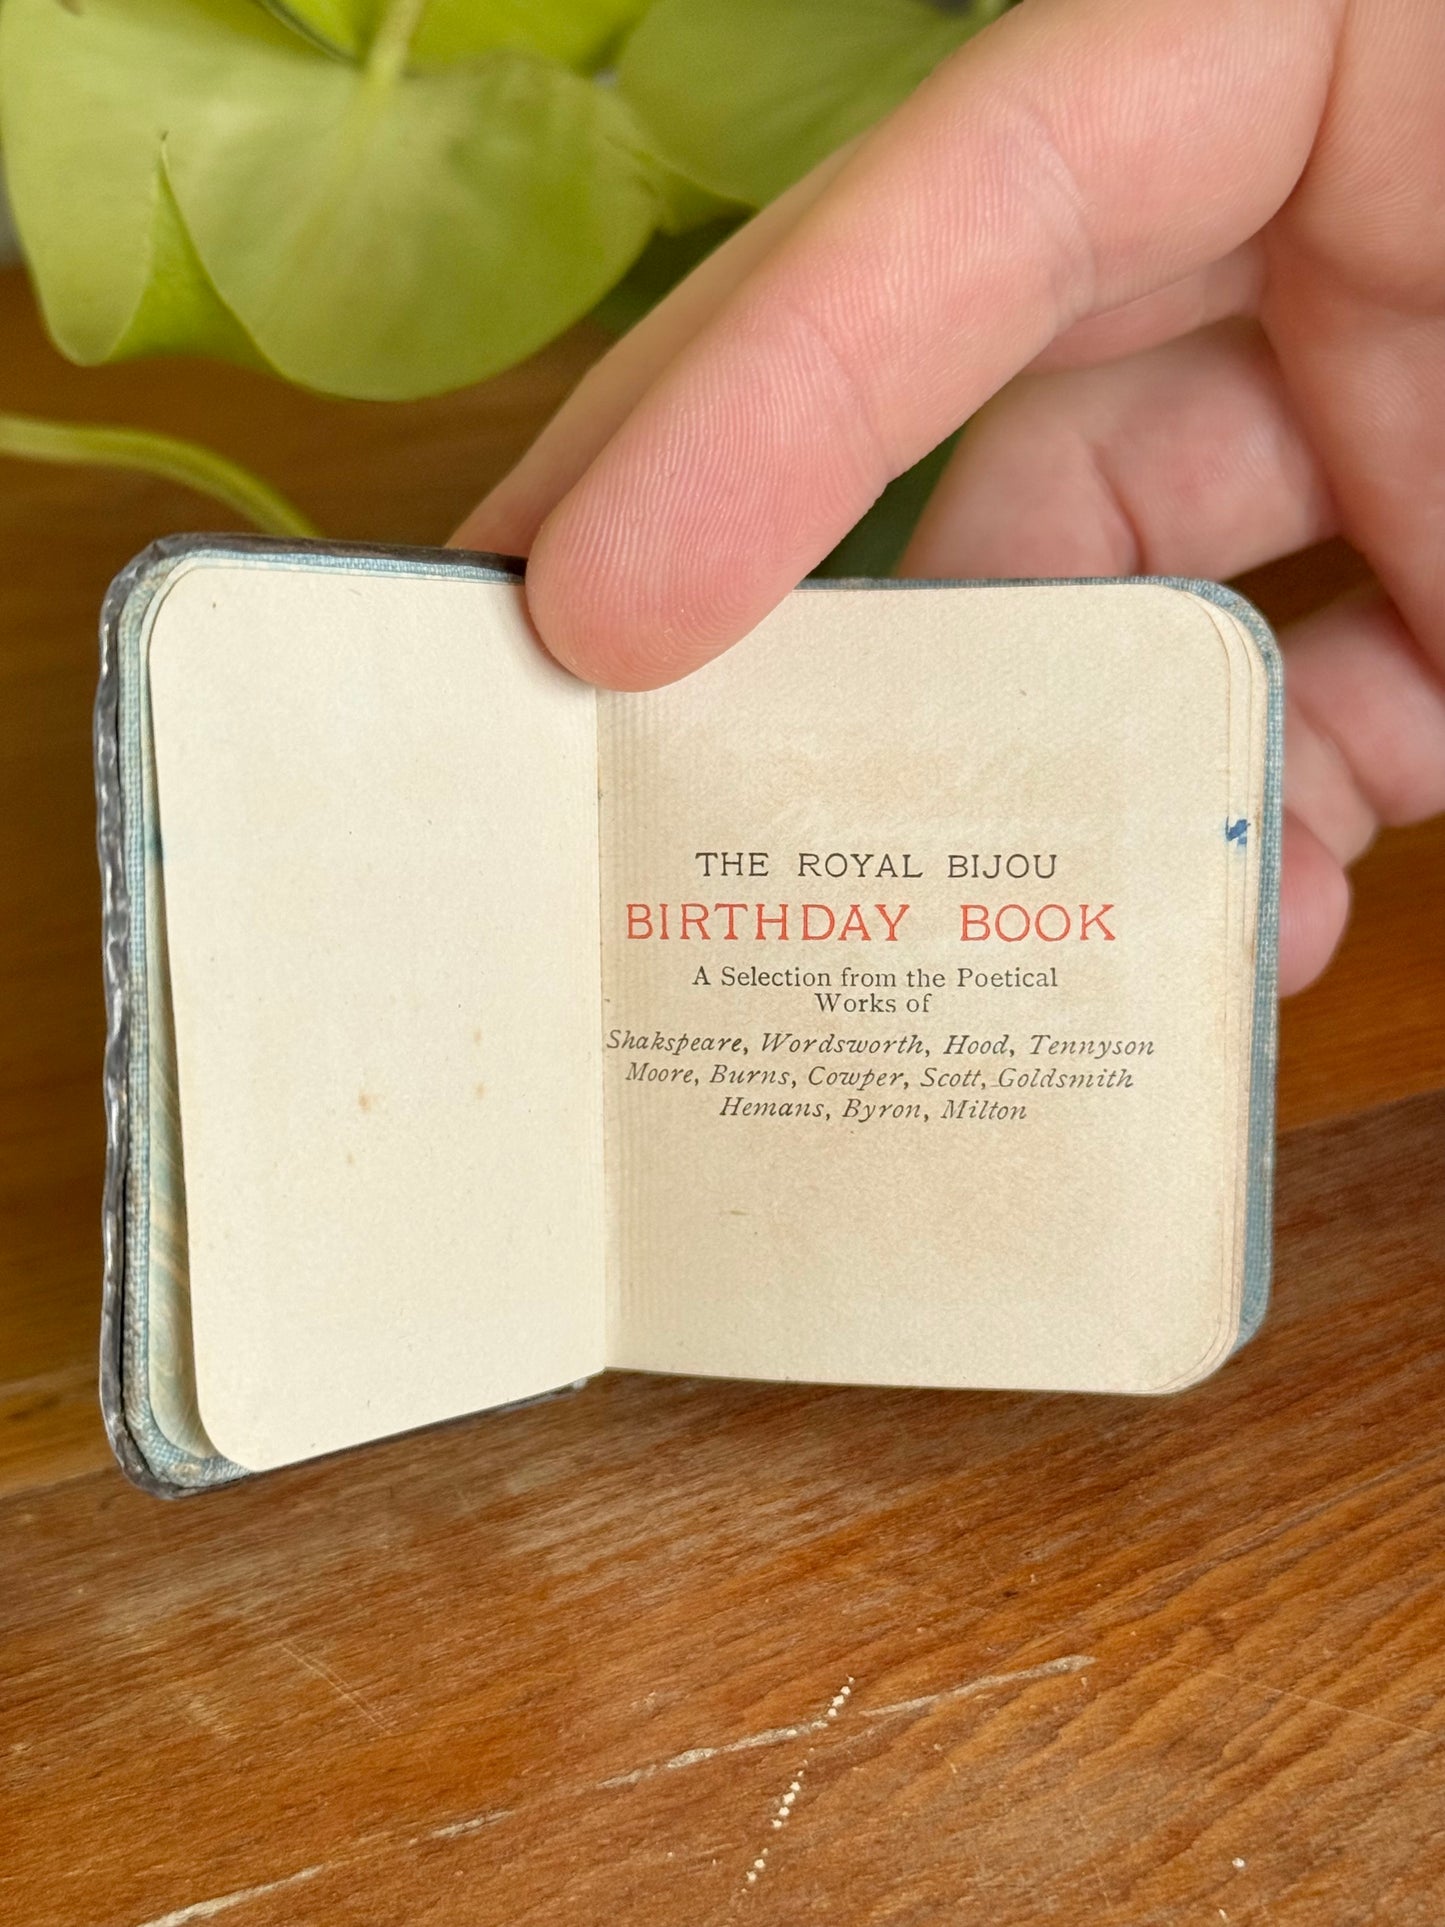 THE ROYAL BIJOU
BIRTHDAY BOOK
A Selection from the Poetical
Works of
Shakspeare, Wordsworth, Hood, Tennyson
Moore, Burns, Cowper, Scott, Goldsmith
Hemans, Byron, Milton